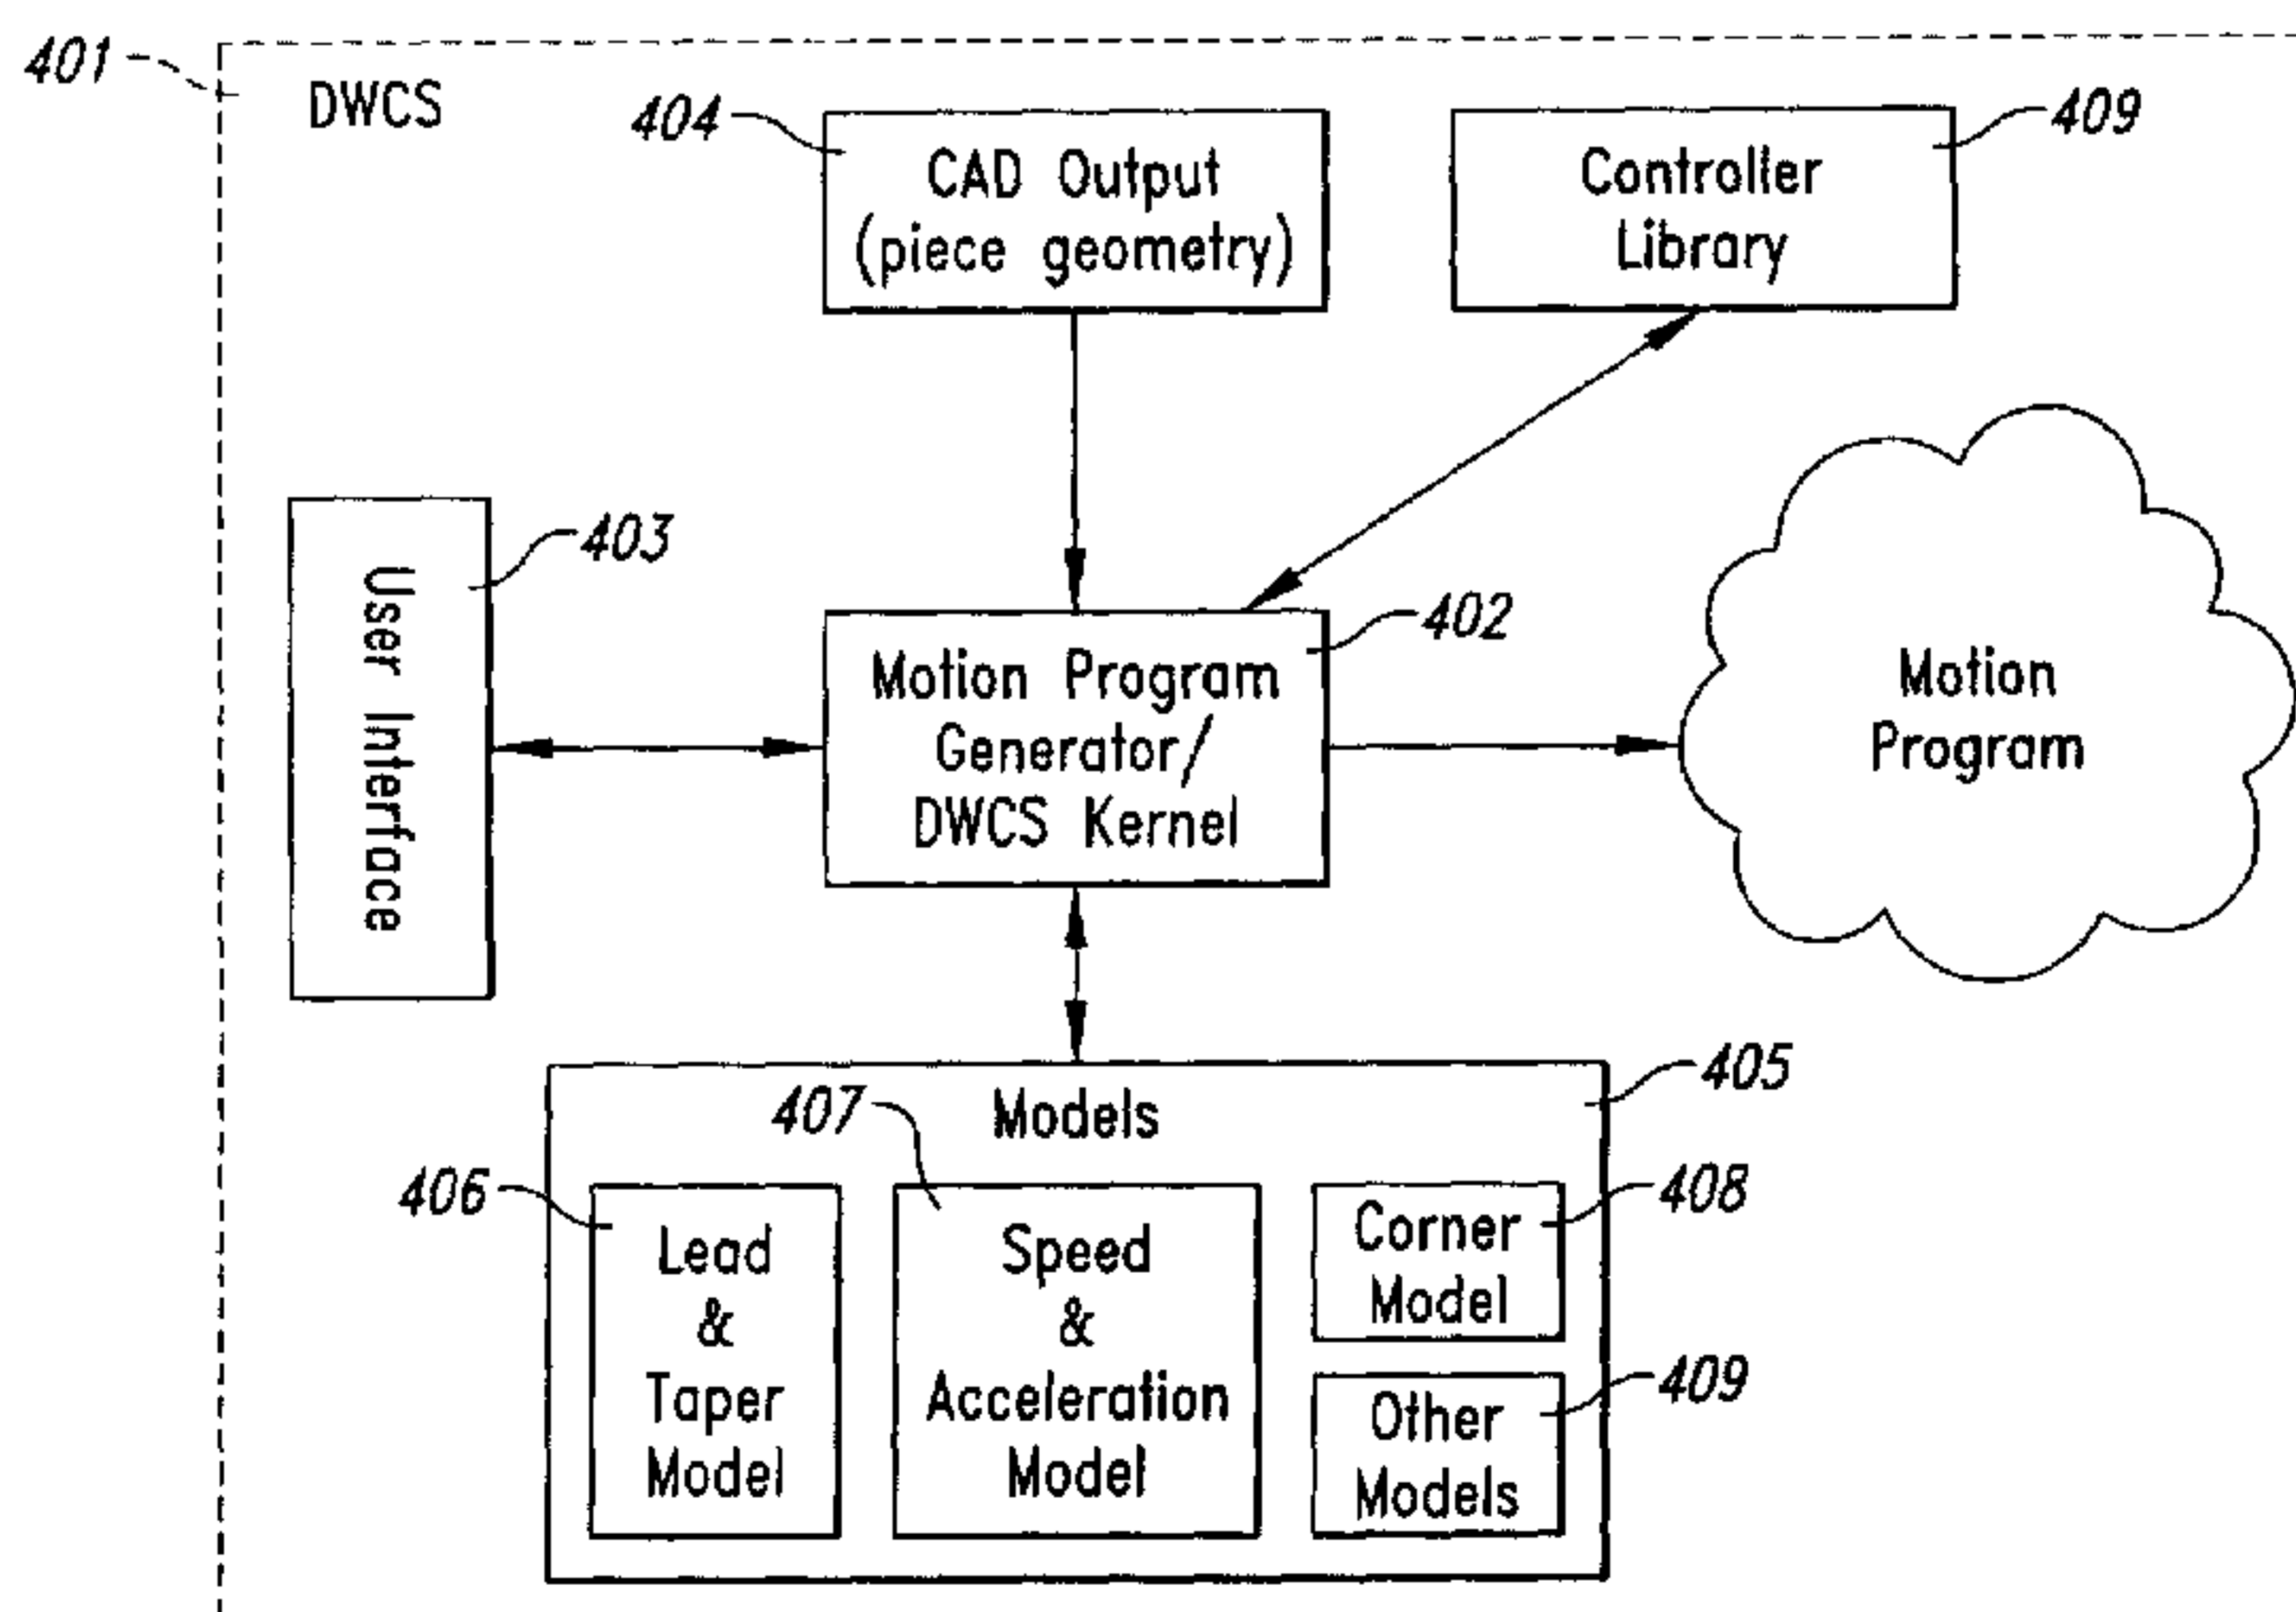 401
DWCS
404
CAD Output
(piece geometry)
409
Controller
Library
403
User Interface
402
Motion Program
Generator/
DWCS Kernel
Motion
Program
405
Models
407
406
Lead
&
Taper
Model
Speed
&
Acceleration
Model
408
Corner
Model
409
Other
Models